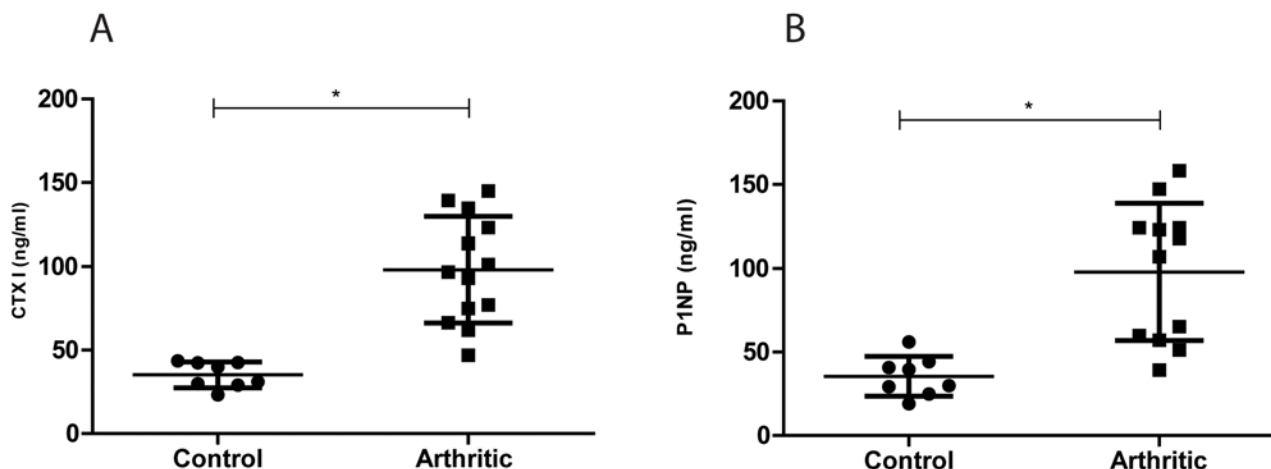 A
CTX I (ng/ml)
200
150
100
50
0
*
Control
Arthritic
B
P1NP (ng/ml)
200
150
100
50
0
*
Control
Arthritic